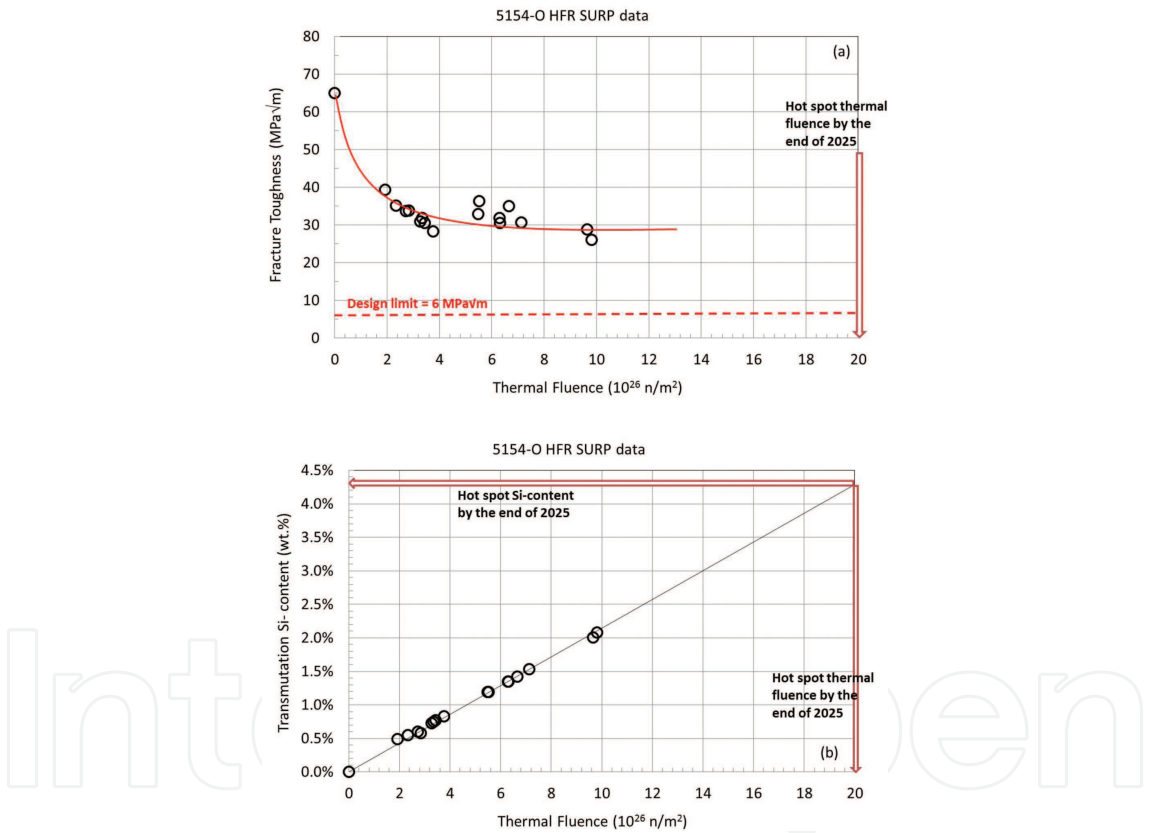 5154-O HFR SURP data
(a)
80
70
60
50
40
30
20
10
0
Fracture Toughness (MPa√m)
Hot spot thermal
fluence by the
end of 2025
Design limit = 6 MPa√m
0 2 4 6 8 10 12 14 16 18 20
Thermal Fluence (10²⁶ n/m²)
5154-O HFR SURP data
4.5%
4.0%
3.5%
3.0%
2.5%
2.0%
1.5%
1.0%
0.5%
0.0%
Transmutation Si- content (wt.%)
Hot spot Si-content
by the end of 2025
Hot spot thermal
fluence by the
end of 2025
(b)
0 2 4 6 8 10 12 14 16 18 20
Thermal Fluence (10²⁶ n/m²)